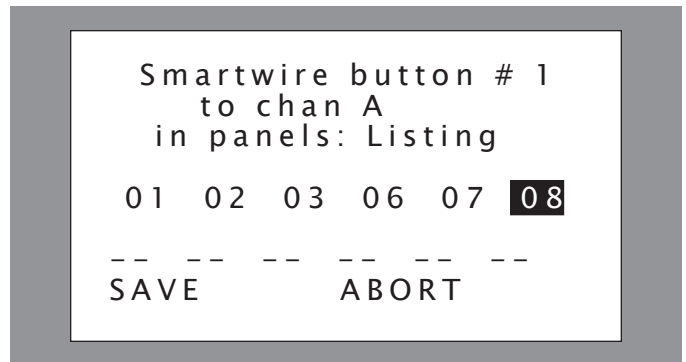 Smartwire button # 1
to chan A
in panels: Listing
01 02 03 06 07 08
__ __ __ __ __ __
SAVE ABORT